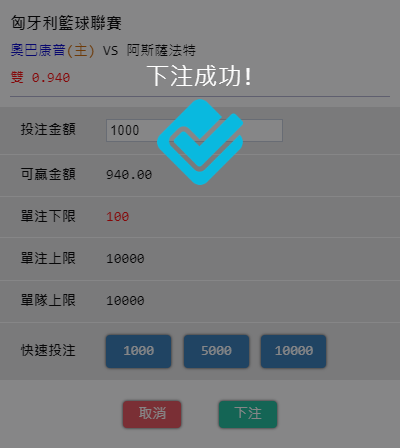 匈牙利籃球聯賽
奧巴康普(主) VS 阿斯薩法特
雙 0.940
下注成功!
投注金額 1000
可贏金額 940.00
單注下限 100
單注上限 10000
單隊上限 10000
快速投注 1000 5000 10000
取消 下注